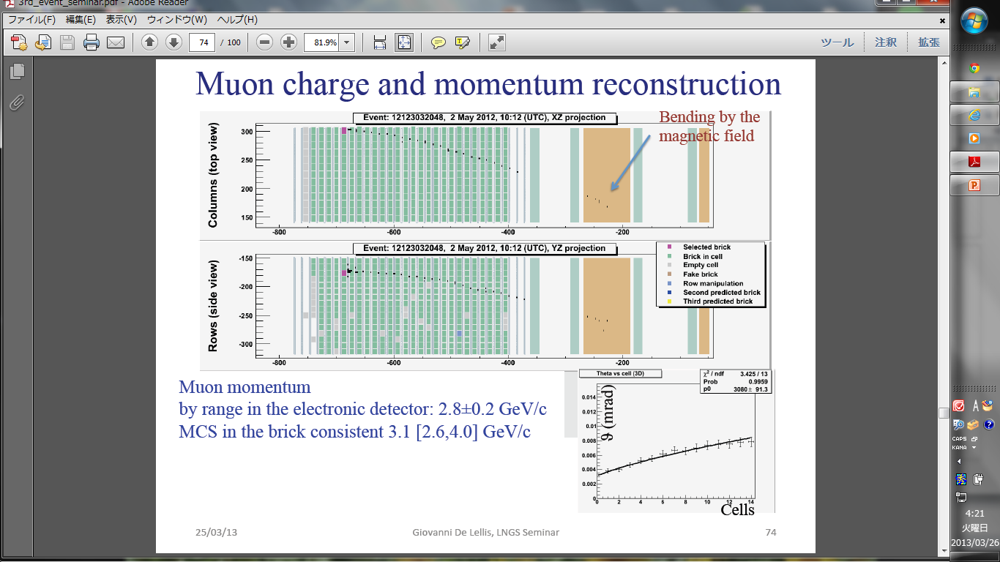 3rd_event_seminar.pdf - Adobe Reader
ファイル(F) 編集(E) 表示(V) ウィンドウ(W) ヘルプ(H)
74 / 100 81.9% ツール 注釈 拡張
Muon charge and momentum reconstruction
Event: 12123032048, 2 May 2012, 10:12 (UTC), XZ projection
Bending by the
magnetic field
Columns (top view)
300
250
200
150
-800 -600 -400 -200
Event: 12123032048, 2 May 2012, 10:12 (UTC), YZ projection
Rows (side view)
-150
-200
-250
-300
-800 -600 -400 -200
Selected brick
Brick in cell
Empty cell
Fake brick
Row manipulation
Second predicted brick
Third predicted brick
Muon momentum
by range in the electronic detector: 2.8±0.2 GeV/c
MCS in the brick consistent 3.1 [2.6,4.0] GeV/c
Theta vs cell (3D)
χ² / ndf 3.425 / 13
Prob 0.9959
p0 3080 ± 91.3
ϑ (mrad)
0.014
0.012
0.01
0.008
0.006
0.004
0.002
0
0 2 4 6 8 10 12 14
Cells
25/03/13 Giovanni De Lellis, LNGS Seminar 74
A
CAPS
KANA
4:21
火曜日
2013/03/26